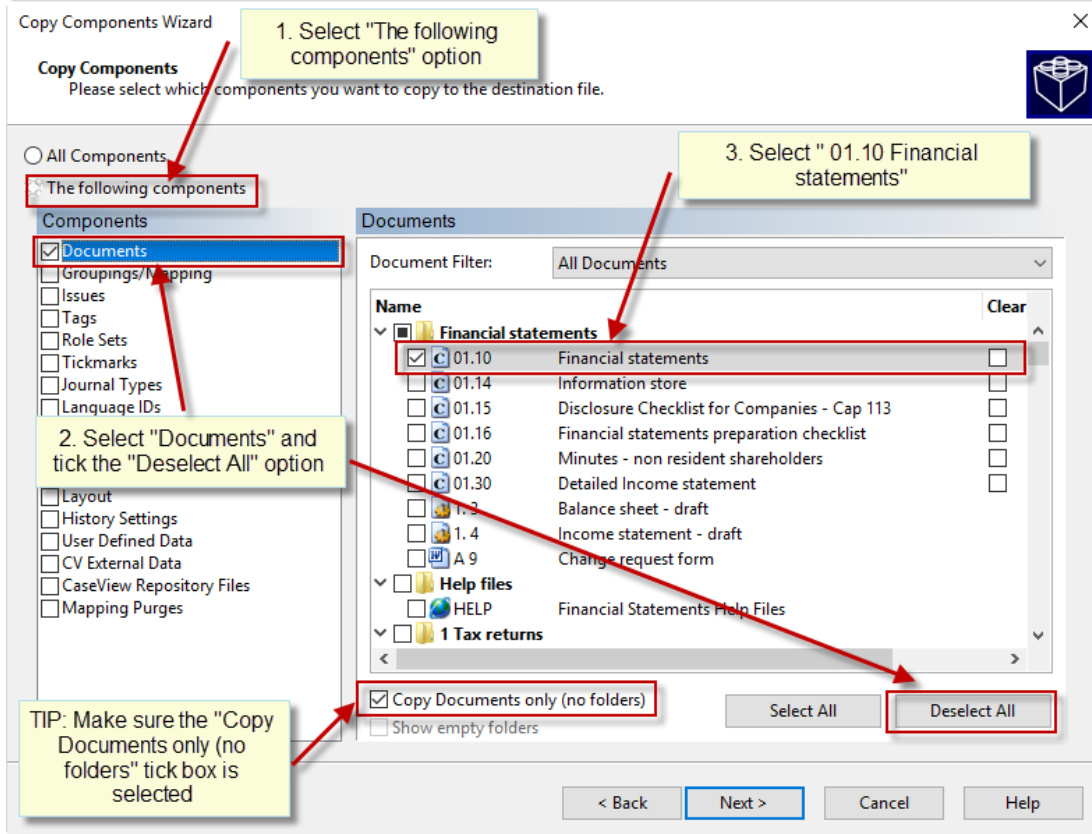 Copy Components Wizard
1. Select "The following
components" option
Copy Components
Please select which components you want to copy to the destination file.
All Components
The following components
3. Select " 01.10 Financial
statements"
Components
Documents
Groupings/Mapping
Issues
Tags
Role Sets
Tickmarks
Journal Types
Language IDs
2. Select "Documents" and
tick the "Deselect All" option
Layout
History Settings
User Defined Data
CV External Data
CaseView Repository Files
Mapping Purges
Documents
Document Filter: All Documents
Name Clear
Financial statements
01.10 Financial statements
01.14 Information store
01.15 Disclosure Checklist for Companies - Cap 113
01.16 Financial statements preparation checklist
01.20 Minutes - non resident shareholders
01.30 Detailed Income statement
1. 3 Balance sheet - draft
1. 4 Income statement - draft
A 9 Change request form
Help files
HELP Financial Statements Help Files
1 Tax returns
Copy Documents only (no folders)
Show empty folders
Select All Deselect All
TIP: Make sure the "Copy
Documents only (no
folders" tick box is
selected
< Back Next > Cancel Help